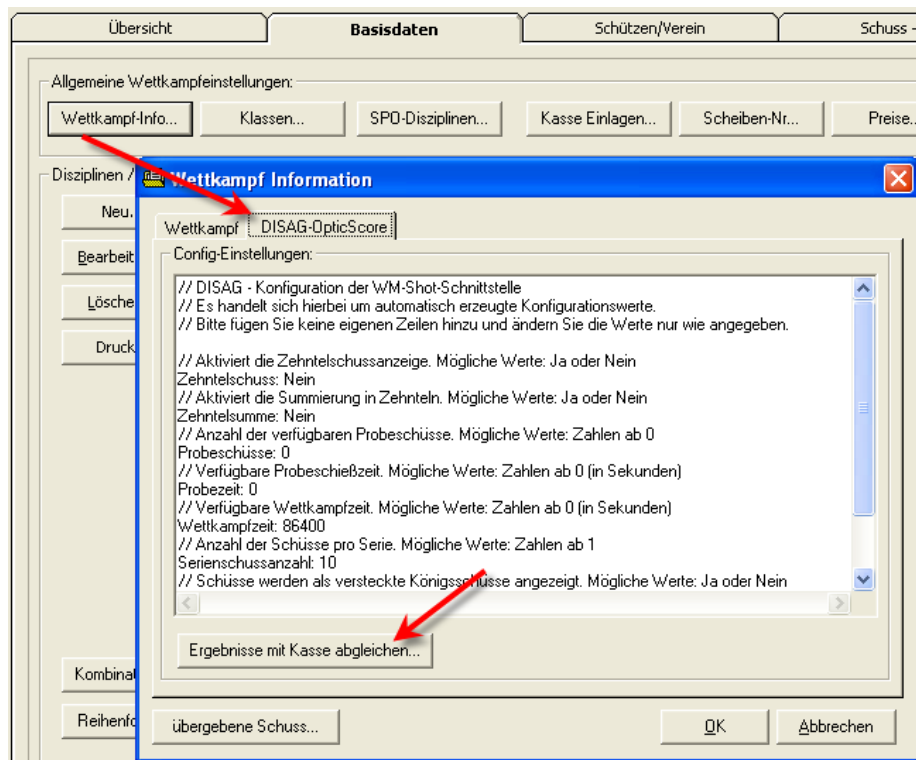 Übersicht
Basisdaten
Schützen/Verein
Schuss -
Allgemeine Wettkampfeinstellungen:
Wettkampf-Info...
Klassen...
SPO-Disziplinen...
Kasse Einlagen...
Scheiben-Nr...
Preise..
Disziplinen /
Wettkampf Information
Neu.
Wettkampf
DISAG-OpticScore
Bearbeit
Config-Einstellungen:
// DISAG - Konfiguration der WM-Shot-Schnittstelle
// Es handelt sich hierbei um automatisch erzeugte Konfigurationswerte.
Lösche
// Bitte fügen Sie keine eigenen Zeilen hinzu und ändern Sie die Werte nur wie angegeben.
Druck
// Aktiviert die Zehntelschussanzeige. Mögliche Werte: Ja oder Nein
Zehntelschuss: Nein
// Aktiviert die Summierung in Zehnteln. Mögliche Werte: Ja oder Nein
Zehntelsumme: Nein
// Anzahl der verfügbaren Probeschüsse. Mögliche Werte: Zahlen ab 0
Probeschüsse: 0
// Verfügbare Probeschießzeit. Mögliche Werte: Zahlen ab 0 (in Sekunden)
Probezeit: 0
// Verfügbare Wettkampfzeit. Mögliche Werte: Zahlen ab 0 (in Sekunden)
Wettkampfzeit: 86400
// Anzahl der Schüsse pro Serie. Mögliche Werte: Zahlen ab 1
Serienschussanzahl: 10
// Schüsse werden als versteckte Königsschüsse angezeigt. Mögliche Werte: Ja oder Nein
Ergebnisse mit Kasse abgleichen...
Kombinat
Reihenfo
übergebene Schuss...
OK
Abbrechen